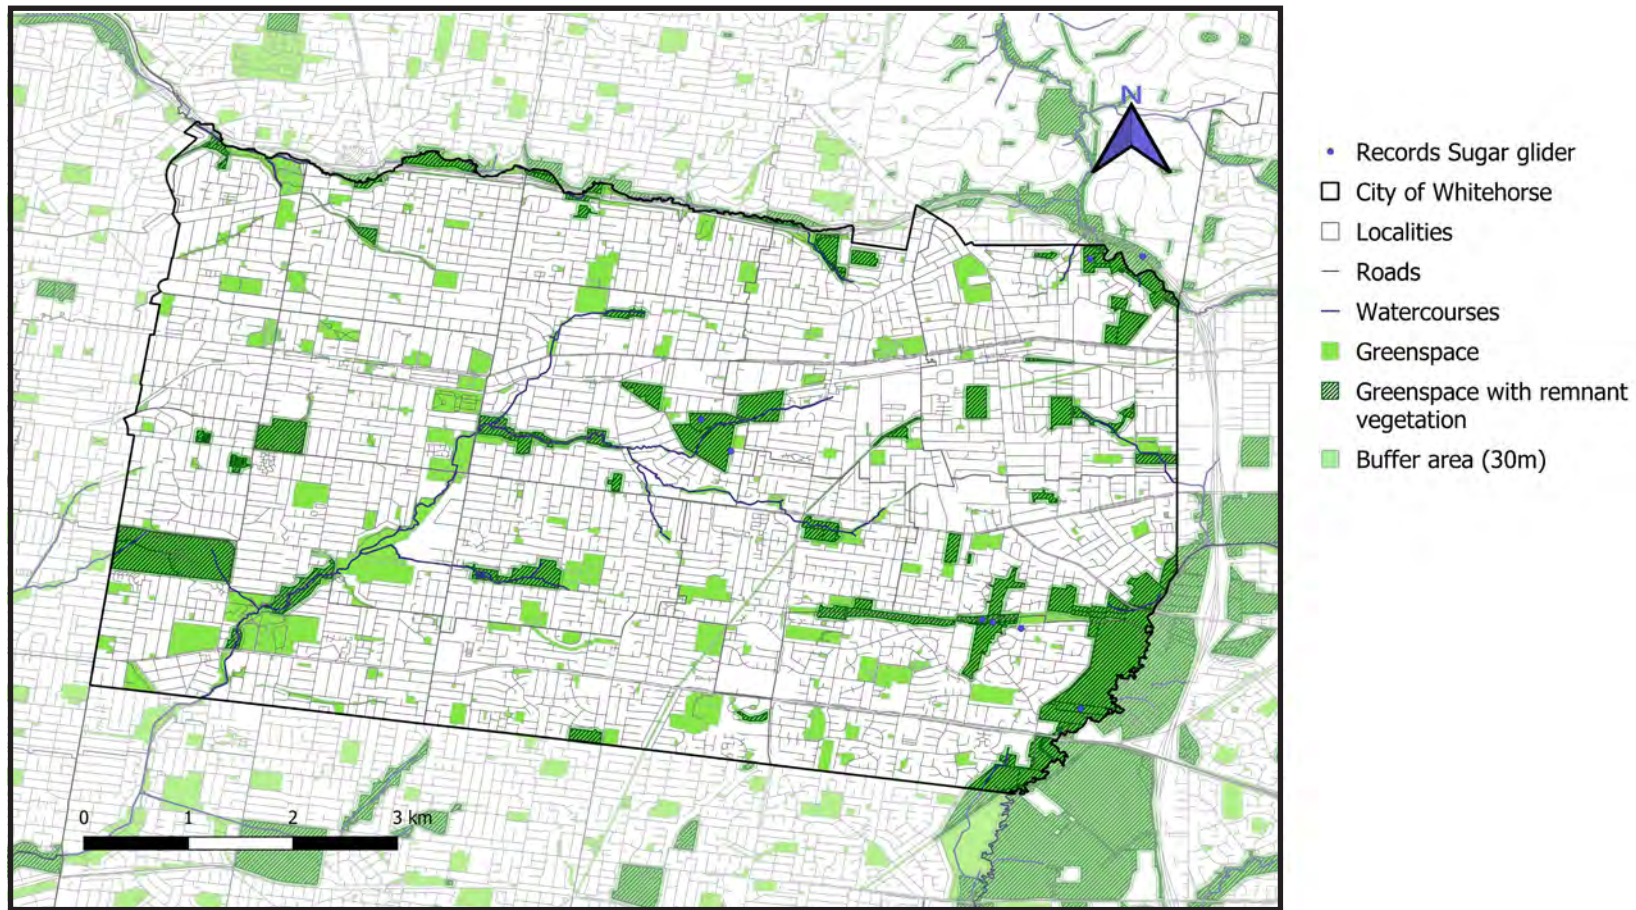 N
Records Sugar glider
City of Whitehorse
Localities
Roads
Watercourses
Greenspace
Greenspace with remnant
vegetation
Buffer area (30m)
0 1 2 3 km